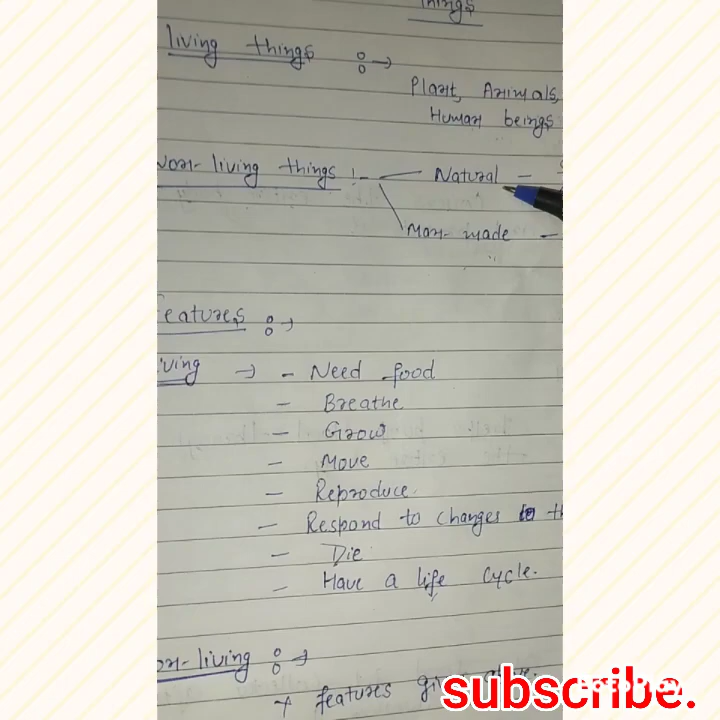 things
living things :→
Plant, Animals,
Human beings
Non-living things :- Natural -
Man-made -
Features :→
living → - Need food
- Breathe
- Grow
- Move
- Reproduce.
- Respond to changes to
- Die
- Have a life cycle.
Non-living :→
features
subscribe.